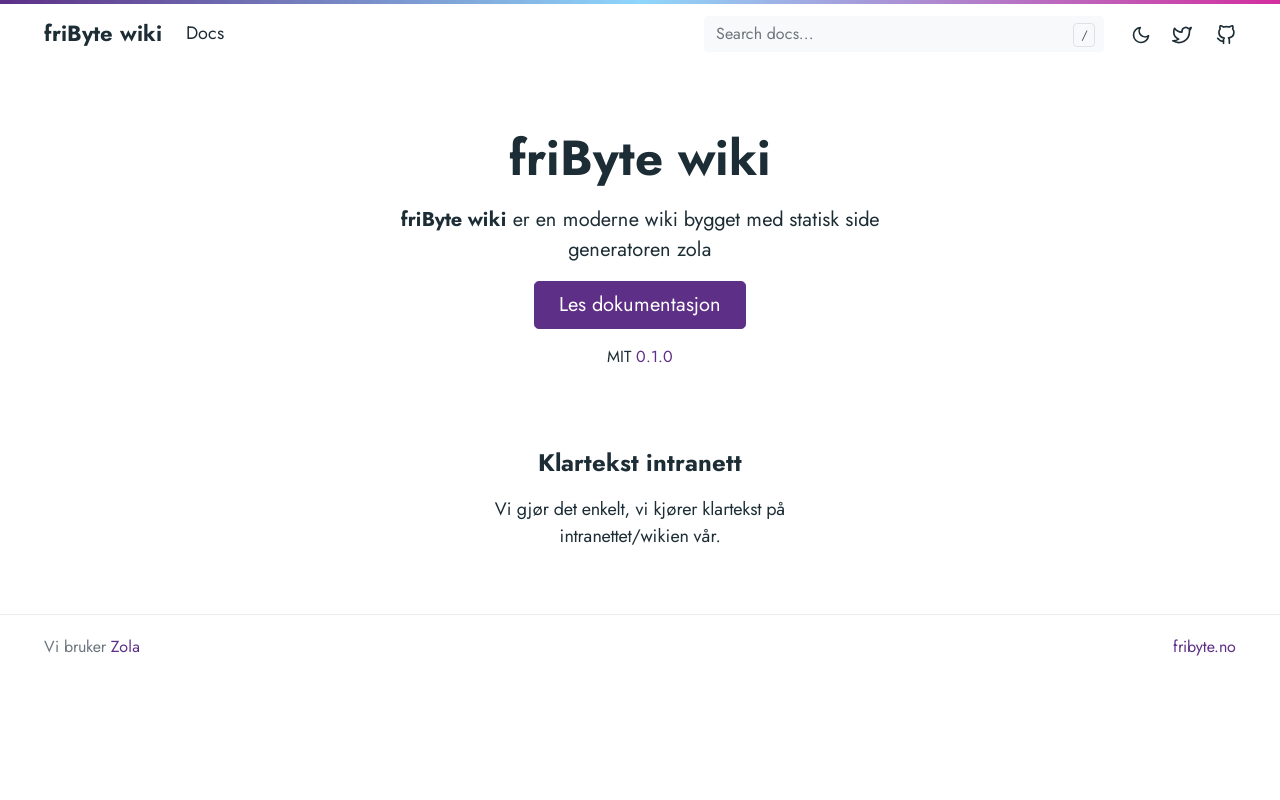 friByte wiki Docs Search docs... /
friByte wiki
friByte wiki er en moderne wiki bygget med statisk side
generatoren zola
Les dokumentasjon
MIT 0.1.0
Klartekst intranett
Vi gjør det enkelt, vi kjører klartekst på
intranettet/wikien vår.
Vi bruker Zola fribyte.no